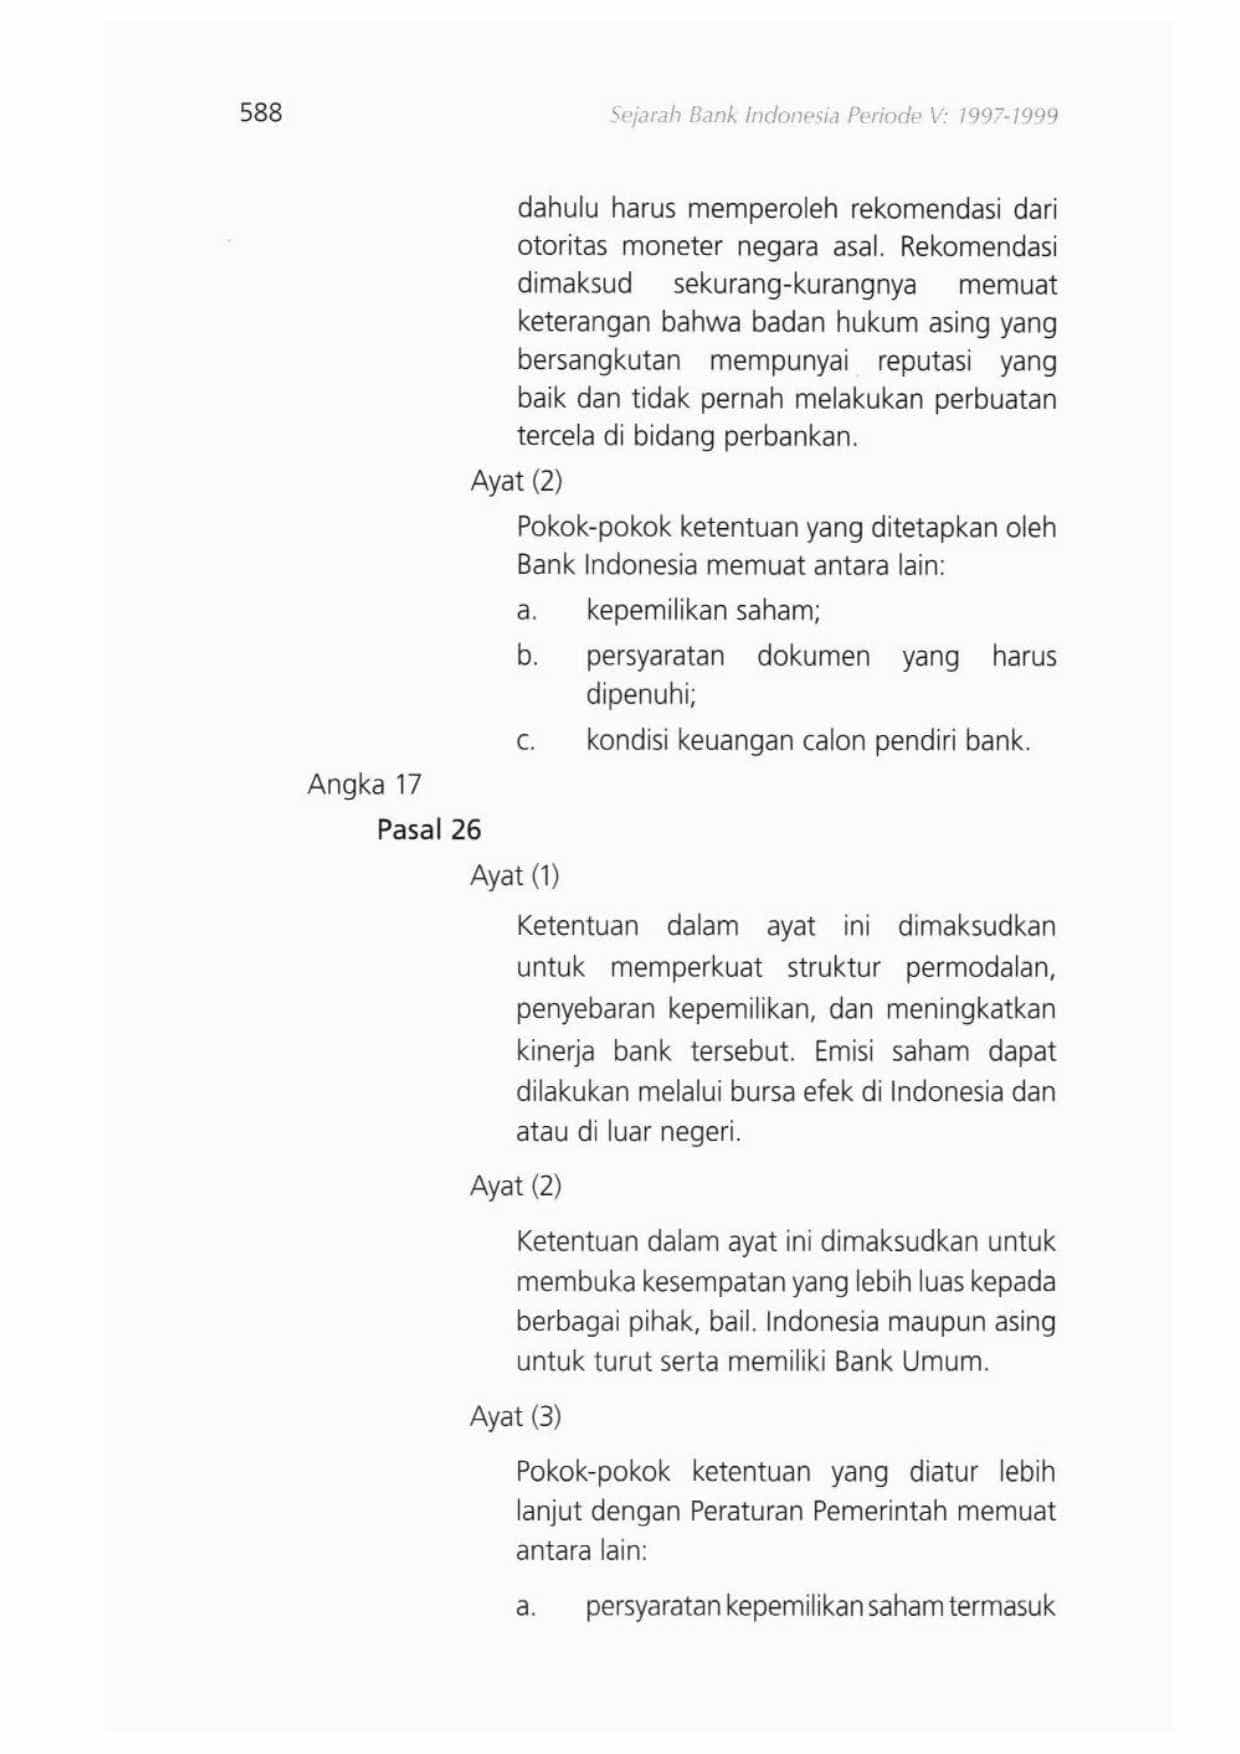 588
Sejarah Bank Indonesia Periode V: 1997-1999
dahulu harus memperoleh rekomendasi dari
otoritas moneter negara asal. Rekomendasi
dimaksud sekurang-kurangnya memuat
keterangan bahwa badan hukum asing yang
bersangkutan mempunyai reputasi yang
baik dan tidak pernah melakukan perbuatan
tercela di bidang perbankan.
Ayat (2)
Pokok-pokok ketentuan yang ditetapkan oleh
Bank Indonesia memuat antara lain:
a. kepemilikan saham;
b. persyaratan dokumen yang harus
dipenuhi;
c. kondisi keuangan calon pendiri bank.
Angka 17
Pasal 26
Ayat (1)
Ketentuan dalam ayat ini dimaksudkan
untuk memperkuat struktur permodalan,
penyebaran kepemilikan, dan meningkatkan
kinerja bank tersebut. Emisi saham dapat
dilakukan melalui bursa efek di Indonesia dan
atau di luar negeri.
Ayat (2)
Ketentuan dalam ayat ini dimaksudkan untuk
membuka kesempatan yang lebih luas kepada
berbagai pihak, bail. Indonesia maupun asing
untuk turut serta memiliki Bank Umum.
Ayat (3)
Pokok-pokok ketentuan yang diatur lebih
lanjut dengan Peraturan Pemerintah memuat
antara lain:
a. persyaratan kepemilikan saham termasuk